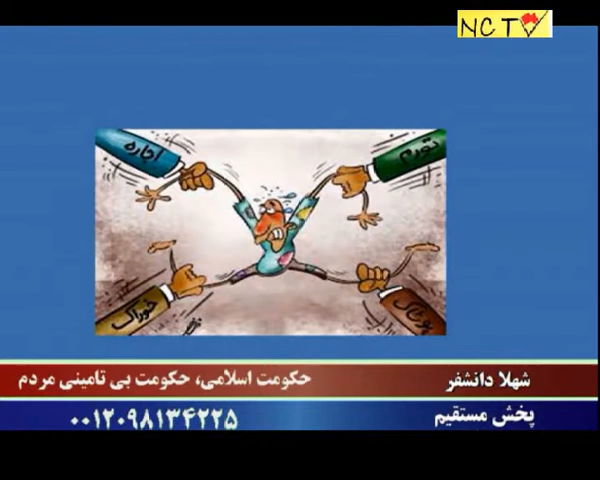 NCTV
اجاره
تورم
خوراک
پوشاک
شهلا دانشفر
حکومت اسلامی، حکومت بی تامینی مردم
پخش مستقیم
۰۰۱۲۰۹۸۱۳۴۲۲۵